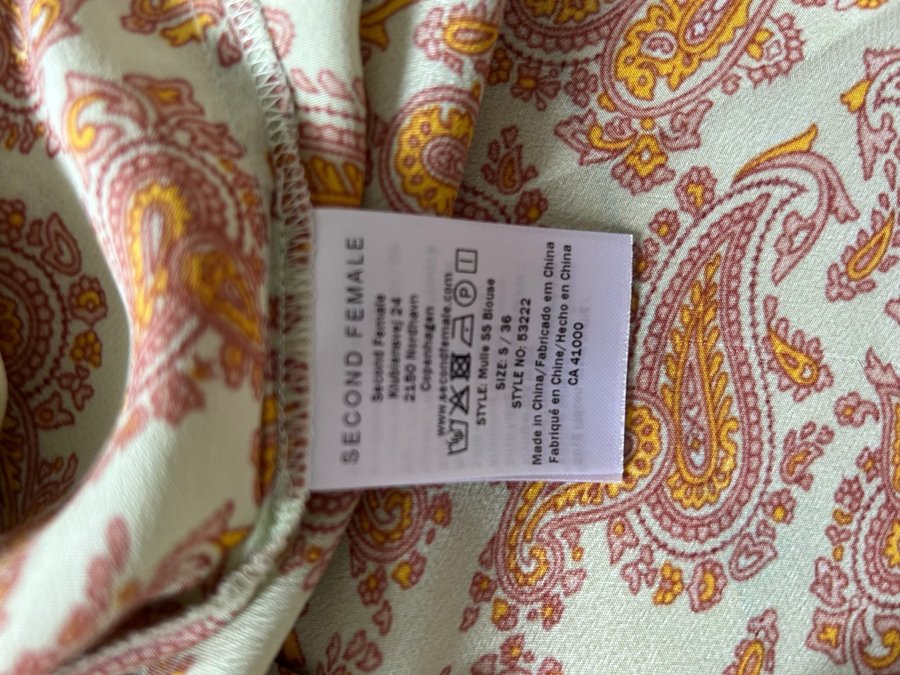 SECOND FEMALE
Second Female
Klubiensvej 24
2150 Nordhavn
Copenhagen
www.secondfemale.com
P
STYLE: Mulle SS Blouse
SIZE: S / 36
STYLE NO: 53222
Made in China/Fabricado em China
Fabriqué en Chine/Hecho en China
CA 41000